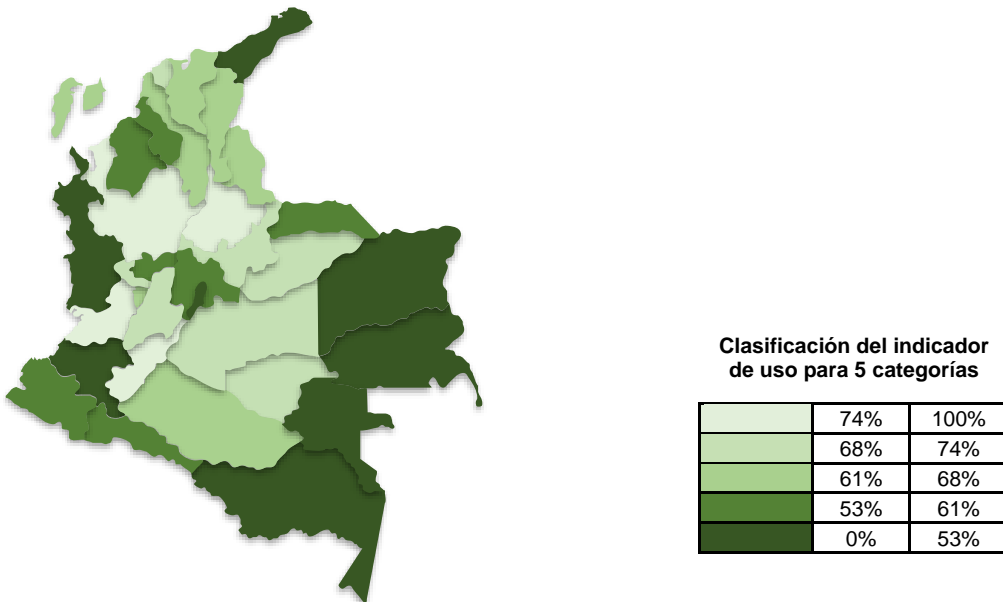 Clasificación del indicador
de uso para 5 categorías
74% 100%
68% 74%
61% 68%
53% 61%
0% 53%